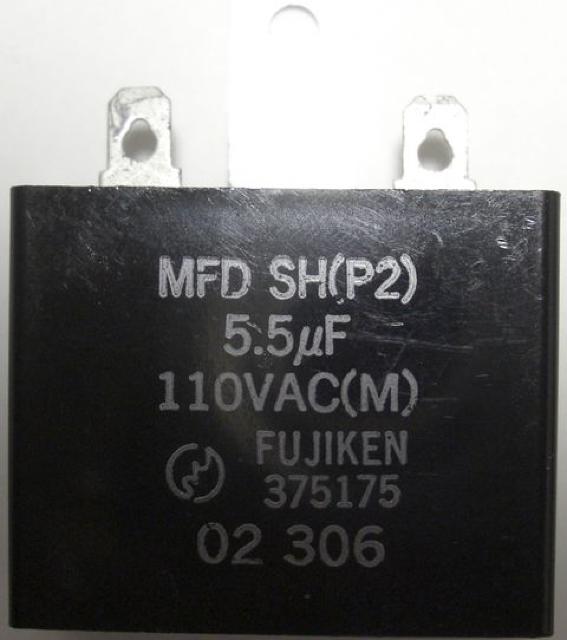 MFD SH(P2)
5.5μF
110VAC(M)
FUJIKEN
375175
02 306